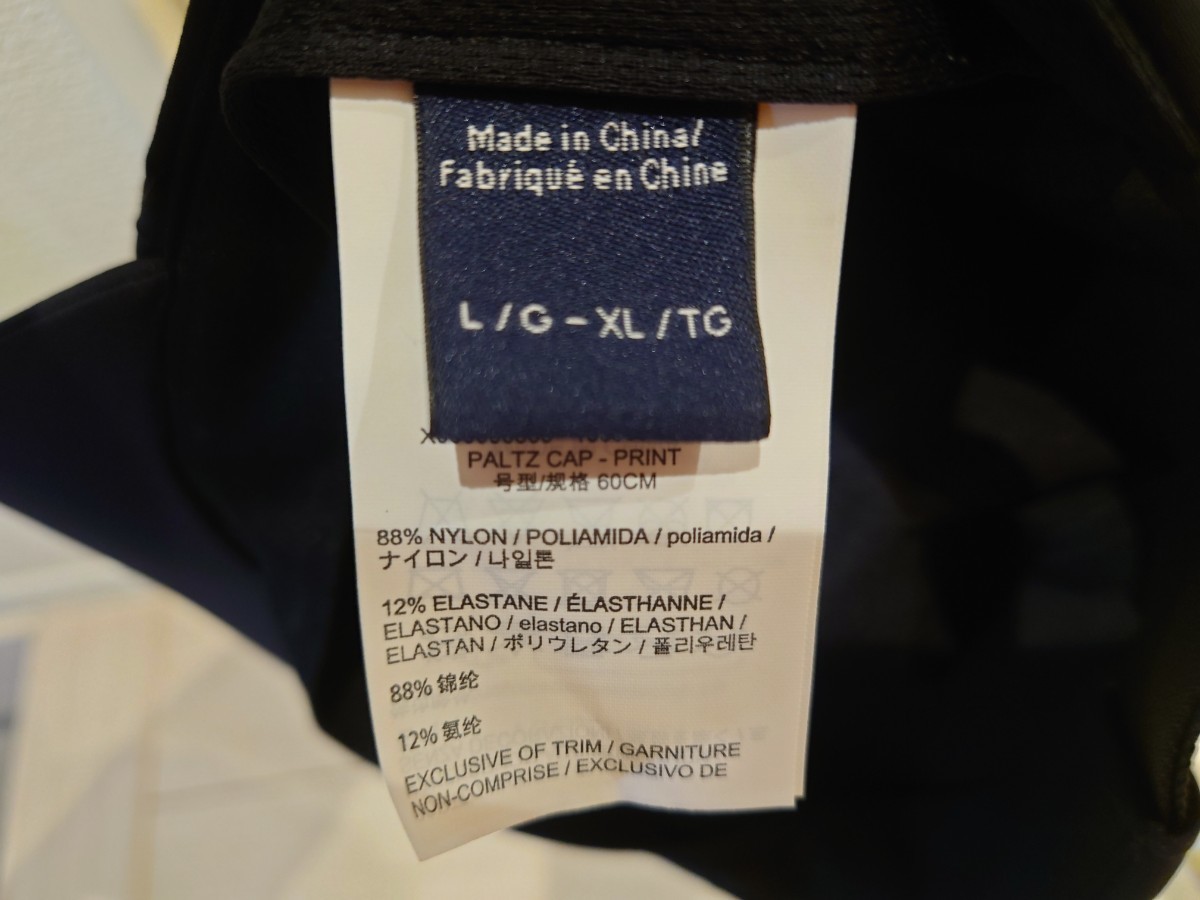 Made in China/
Fabriqué en Chine
L/G-XL/TG
PALTZ CAP - PRINT
号型/规格 60CM
88% NYLON / POLIAMIDA / poliamida /
ナイロン / 나일론
12% ELASTANE / ÉLASTHANNE /
ELASTANO / elastano / ELASTHAN /
ELASTAN / ポリウレタン / 폴리우레탄
88% 锦纶
12% 氨纶
EXCLUSIVE OF TRIM / GARNITURE
NON-COMPRISE / EXCLUSIVO DE